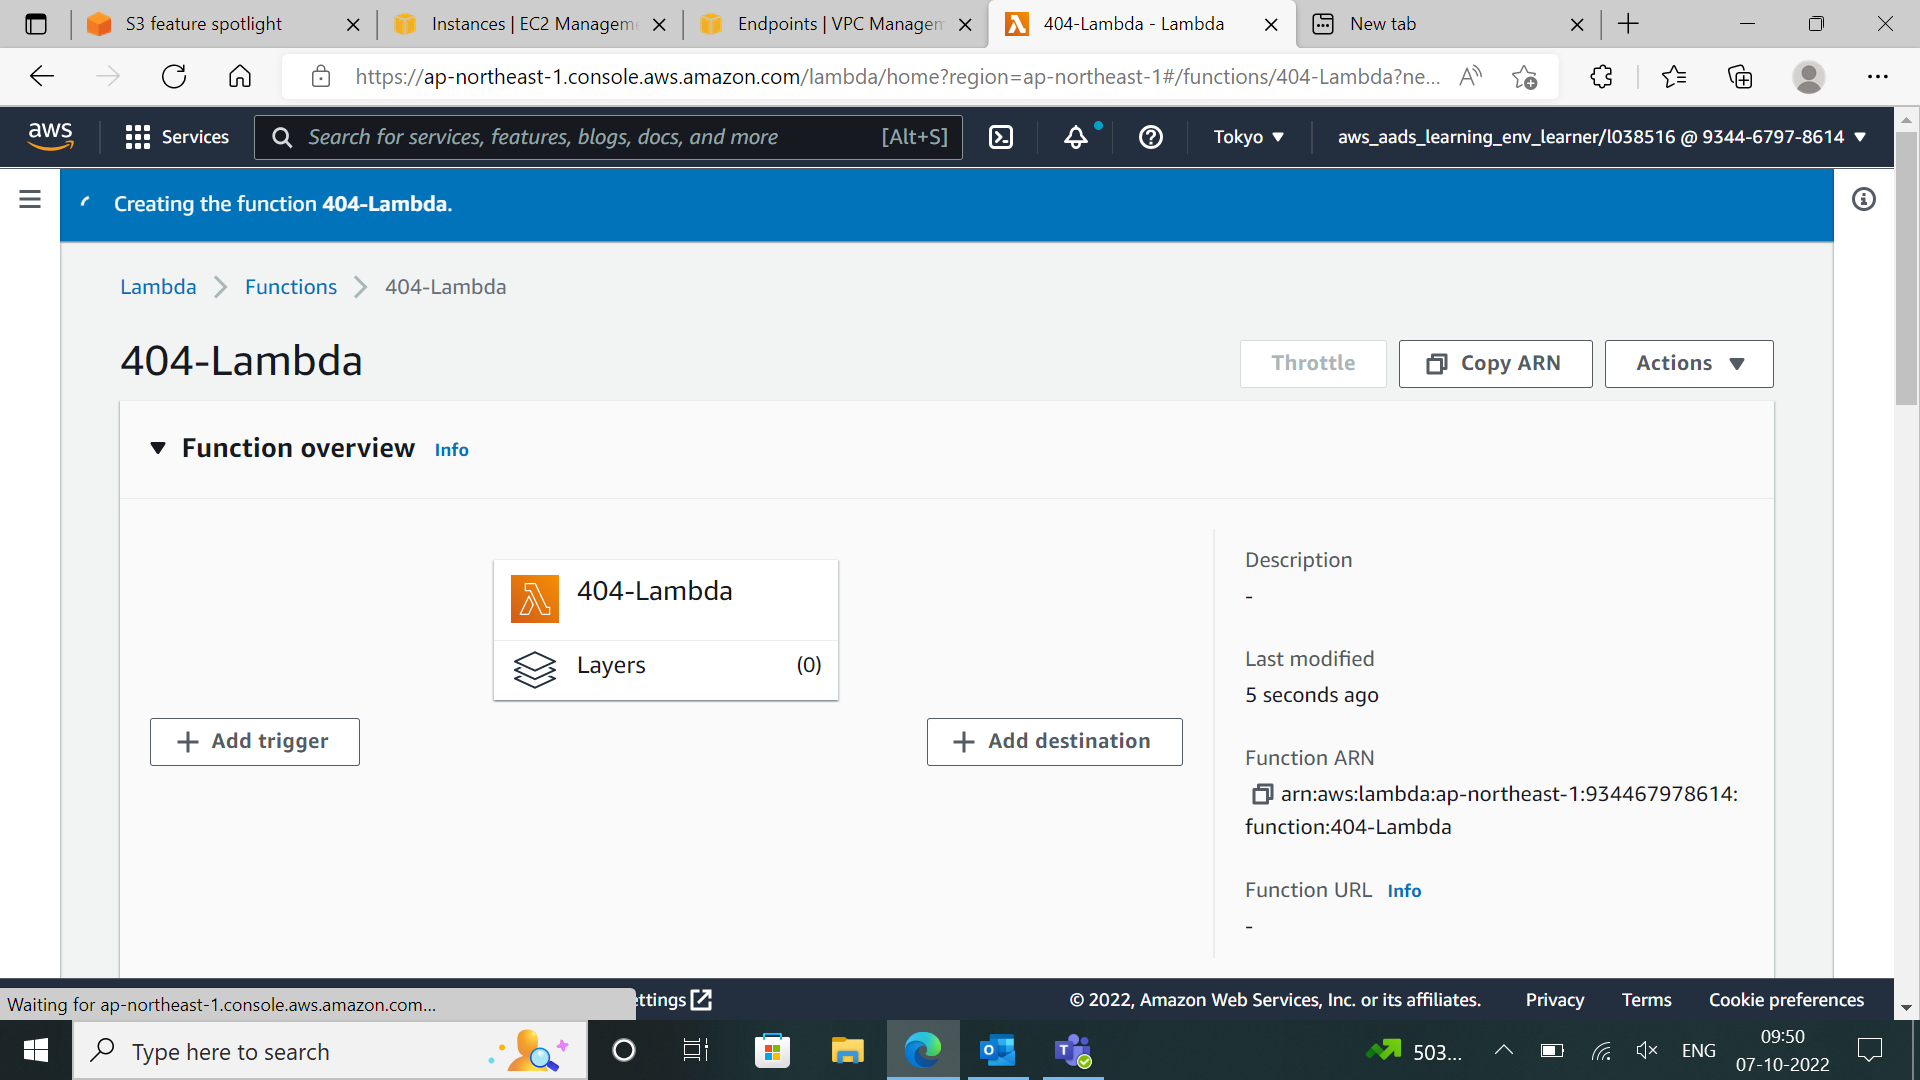 S3 feature spotlight
Instances | EC2 Manageme
Endpoints | VPC Managem
404-Lambda - Lambda
New tab
https://ap-northeast-1.console.aws.amazon.com/lambda/home?region=ap-northeast-1#/functions/404-Lambda?ne...
aws
Services
Search for services, features, blogs, docs, and more
[Alt+S]
Tokyo
aws_aads_learning_env_learner/l038516 @ 9344-6797-8614
Creating the function 404-Lambda.
Lambda
Functions
404-Lambda
404-Lambda
Throttle
Copy ARN
Actions
Function overview
Info
404-Lambda
Layers
(0)
Add trigger
Add destination
Description
-
Last modified
5 seconds ago
Function ARN
arn:aws:lambda:ap-northeast-1:934467978614:
function:404-Lambda
Function URL
Info
-
Waiting for ap-northeast-1.console.aws.amazon.com...
ettings
© 2022, Amazon Web Services, Inc. or its affiliates.
Privacy
Terms
Cookie preferences
Type here to search
503...
ENG
09:50
07-10-2022